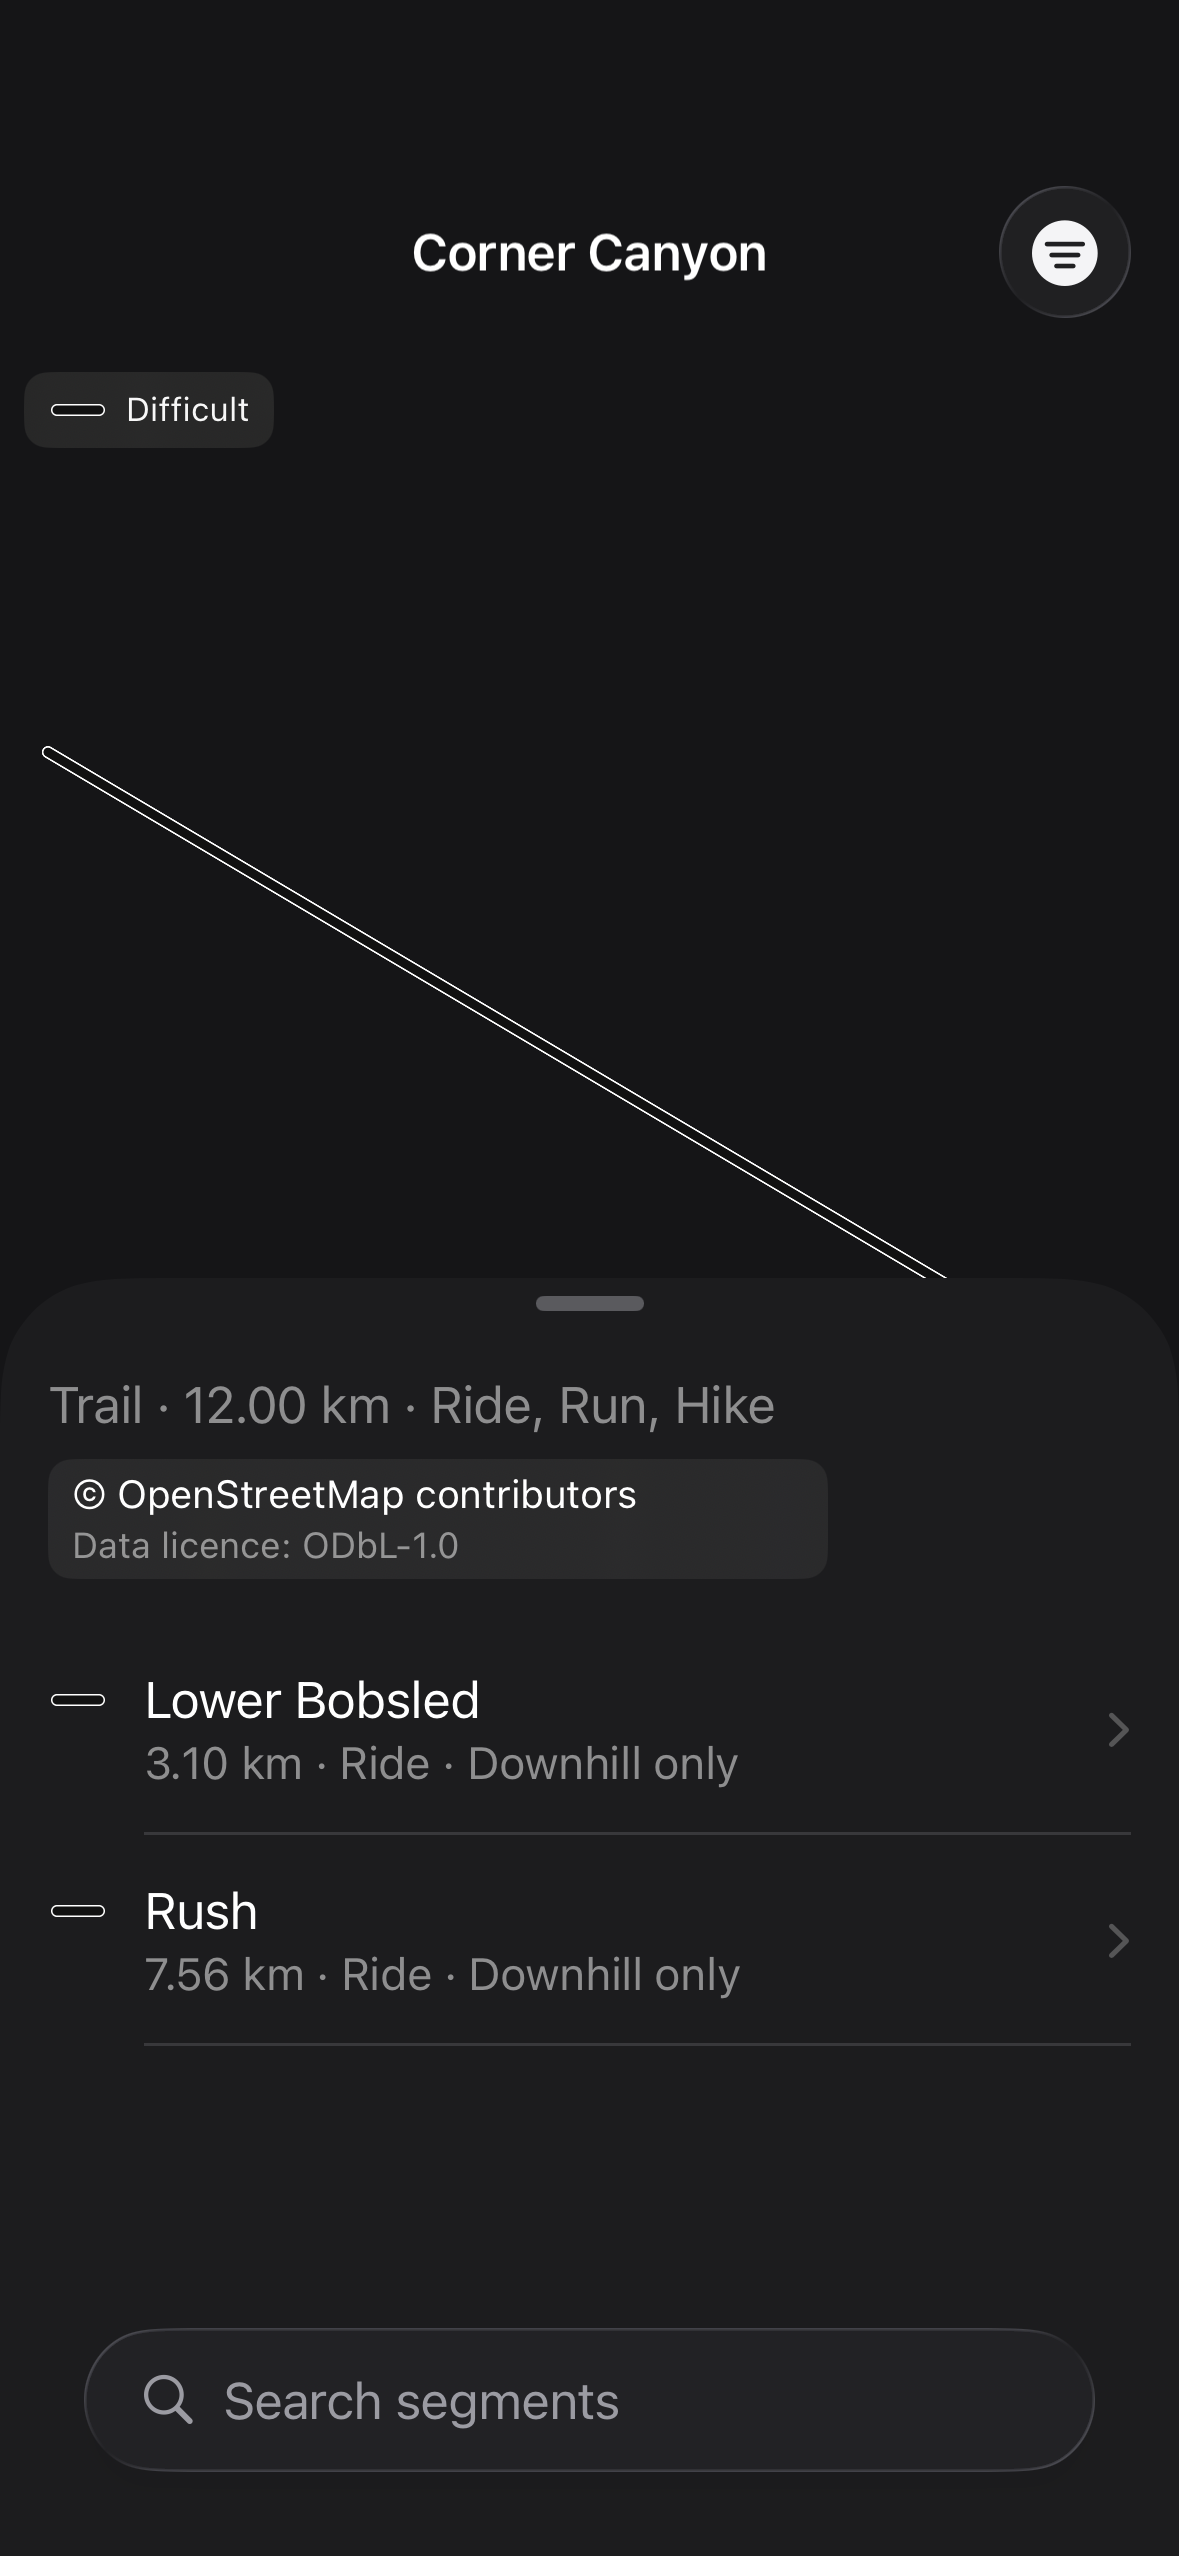 Corner Canyon
Difficult
Trail · 12.00 km · Ride, Run, Hike
© OpenStreetMap contributors
Data licence: ODbL-1.0
Lower Bobsled
3.10 km · Ride · Downhill only
Rush
7.56 km · Ride · Downhill only
Search segments